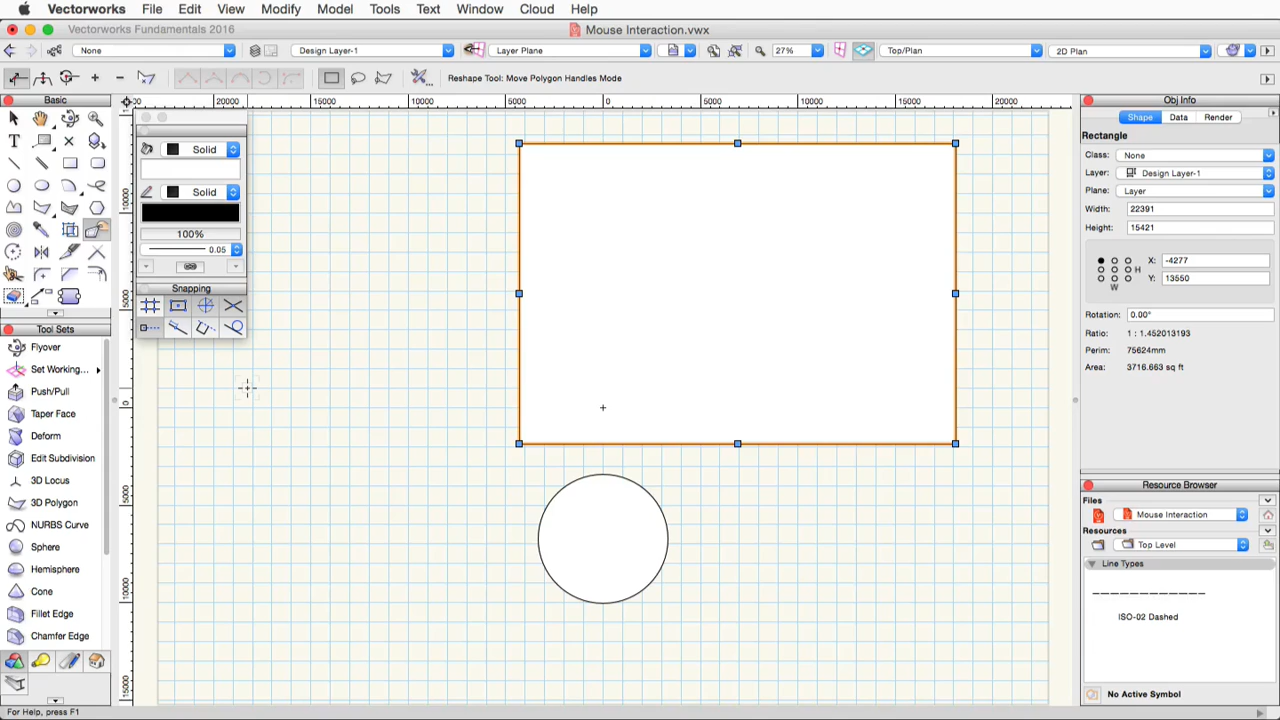 Vectorworks File Edit View Modify Model Tools Text Window Cloud Help
Vectorworks Fundamentals 2016
Mouse Interaction.vwx
None Design Layer-1 Layer Plane 27% Top/Plan 2D Plan
Reshape Tool: Move Polygon Handles Mode
Basic
20000 15000 10000 5000 0 5000 10000 15000 20000
Solid
Solid
100%
0.05
Snapping
10000
5000
0
15000
10000
15000
Tool Sets
Flyover
Set Working...
Push/Pull
Taper Face
Deform
Edit Subdivision
3D Locus
3D Polygon
NURBS Curve
Sphere
Hemisphere
Cone
Fillet Edge
Chamfer Edge
For Help, press F1
Obj Info
Shape Data Render
Rectangle
Class: None
Layer: Design Layer-1
Plane: Layer
Width: 22391
Height: 15421
X: -4277
H
Y: 13550
W
Rotation: 0.00°
Ratio: 1 : 1.452013193
Perim: 75624mm
Area: 3716.663 sq ft
Resource Browser
Files
Mouse Interaction
Resources
Top Level
Line Types
ISO-02 Dashed
No Active Symbol